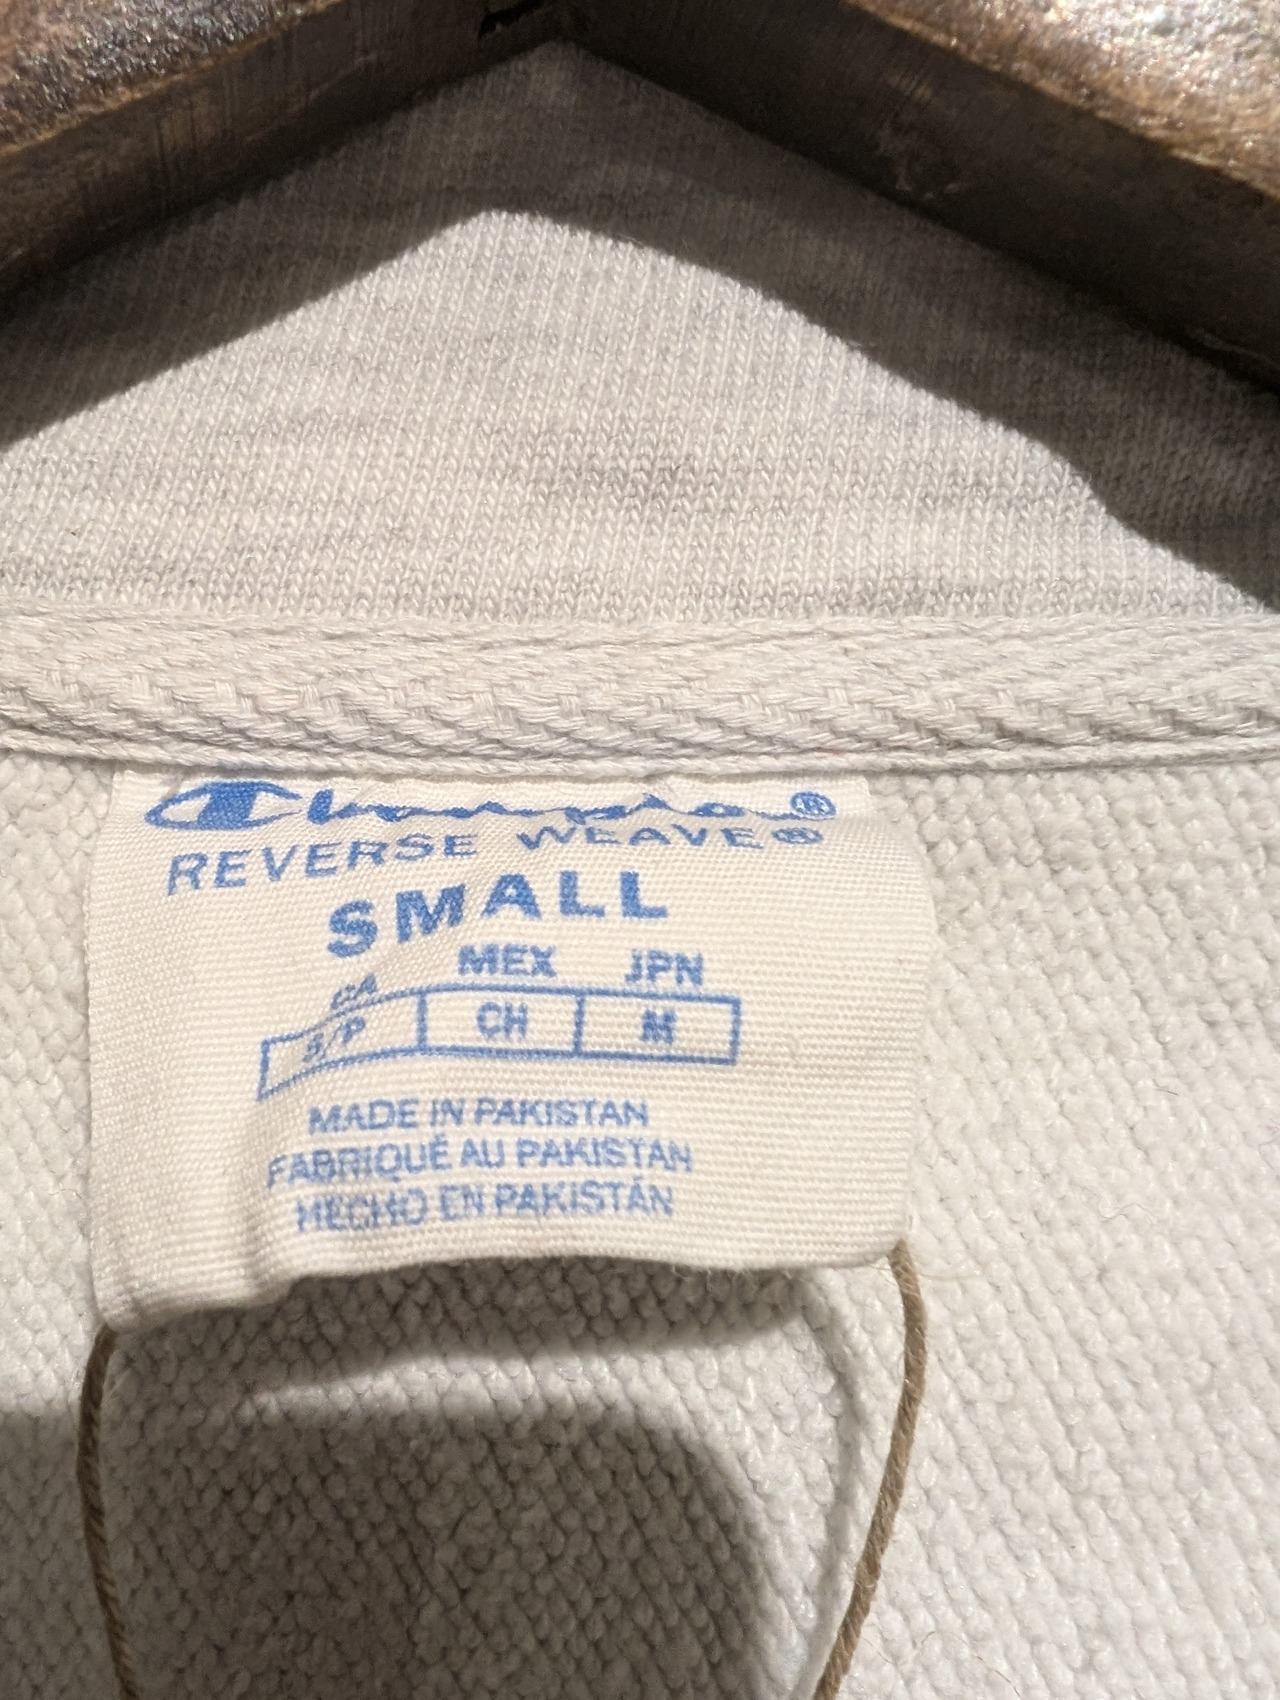 Champion®
REVERSE WEAVE®
SMALL
CA MEX JPN
S/P CH M
MADE IN PAKISTAN
FABRIQUÉ AU PAKISTAN
HECHO EN PAKISTÁN